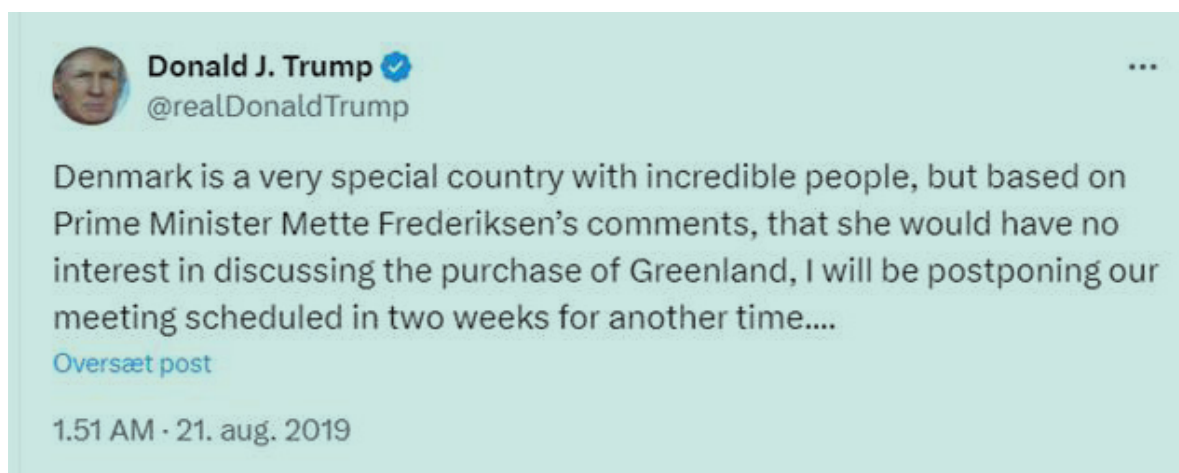 Donald J. Trump
@realDonaldTrump
Denmark is a very special country with incredible people, but based on
Prime Minister Mette Frederiksen’s comments, that she would have no
interest in discussing the purchase of Greenland, I will be postponing our
meeting scheduled in two weeks for another time....
Oversæt post
1.51 AM · 21. aug. 2019